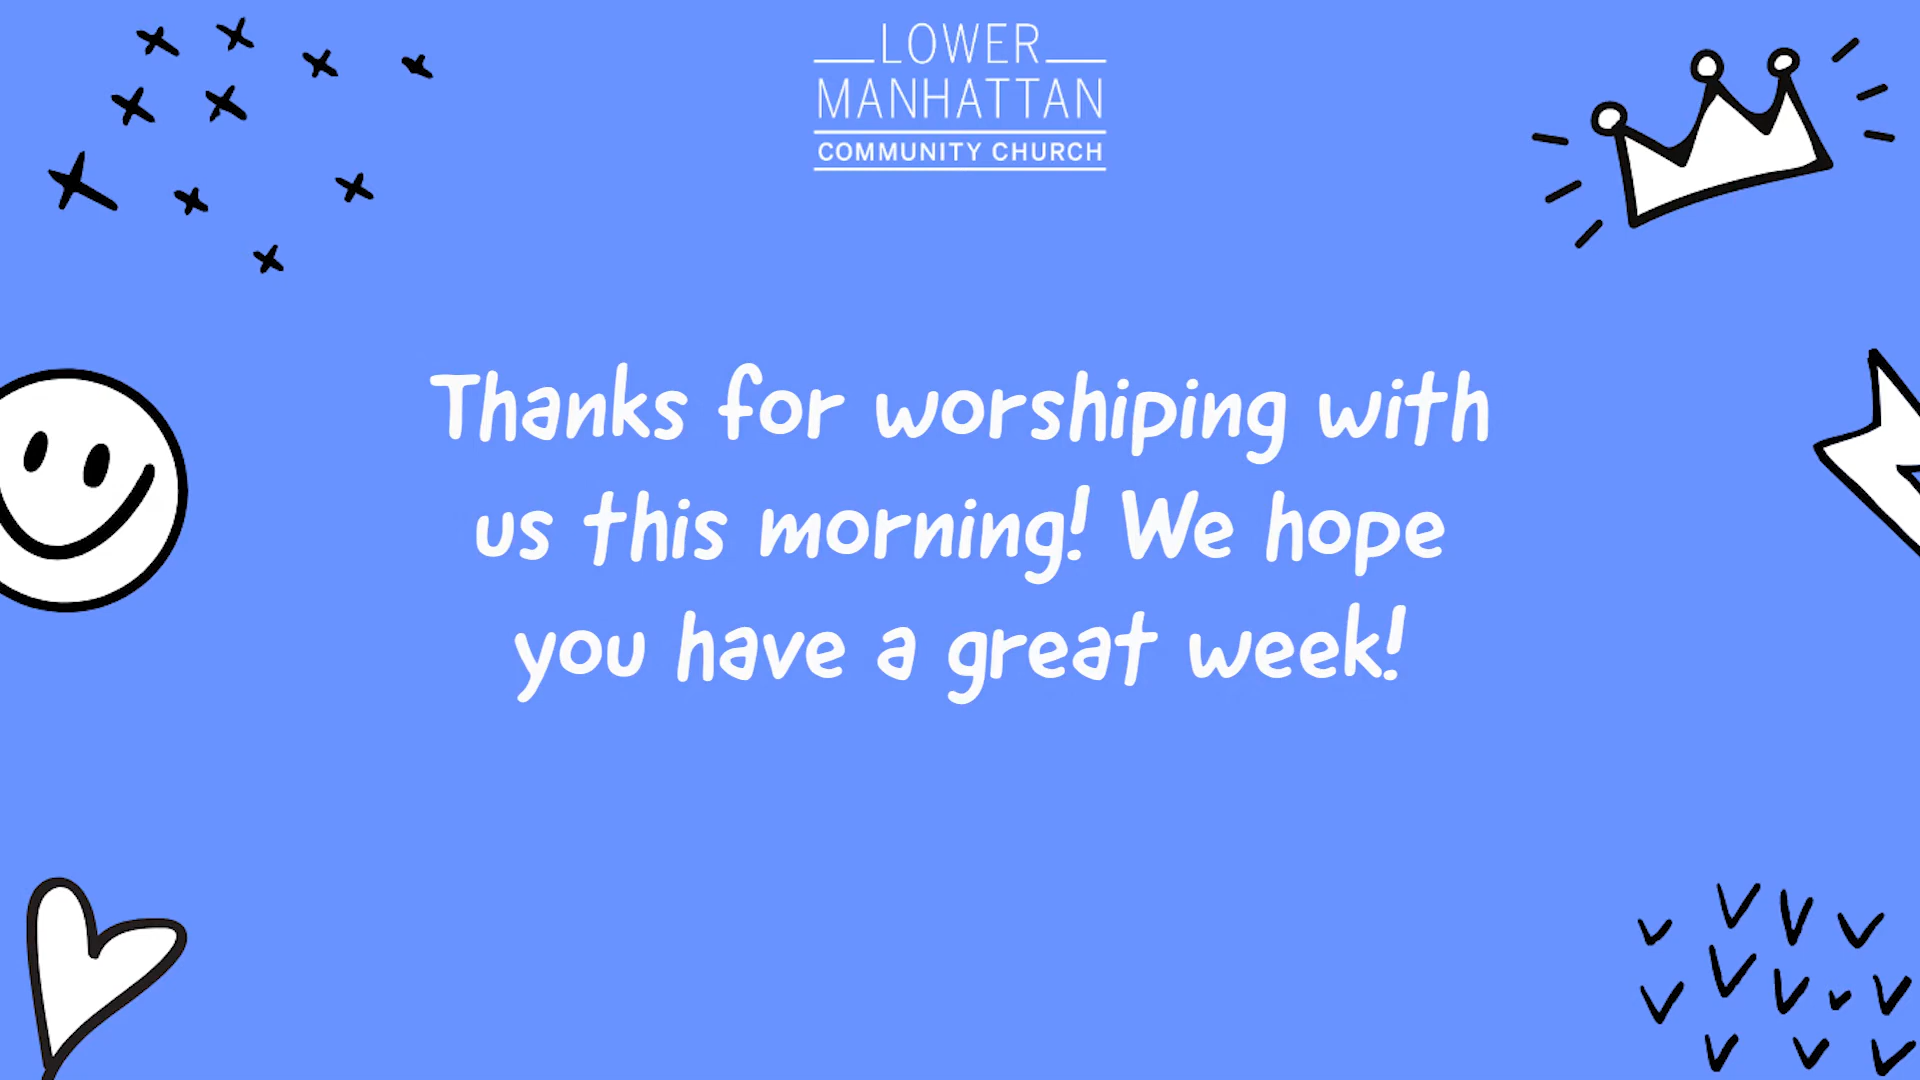 LOWER
MANHATTAN
COMMUNITY CHURCH
Thanks for worshiping with
us this morning! We hope
you have a great week!